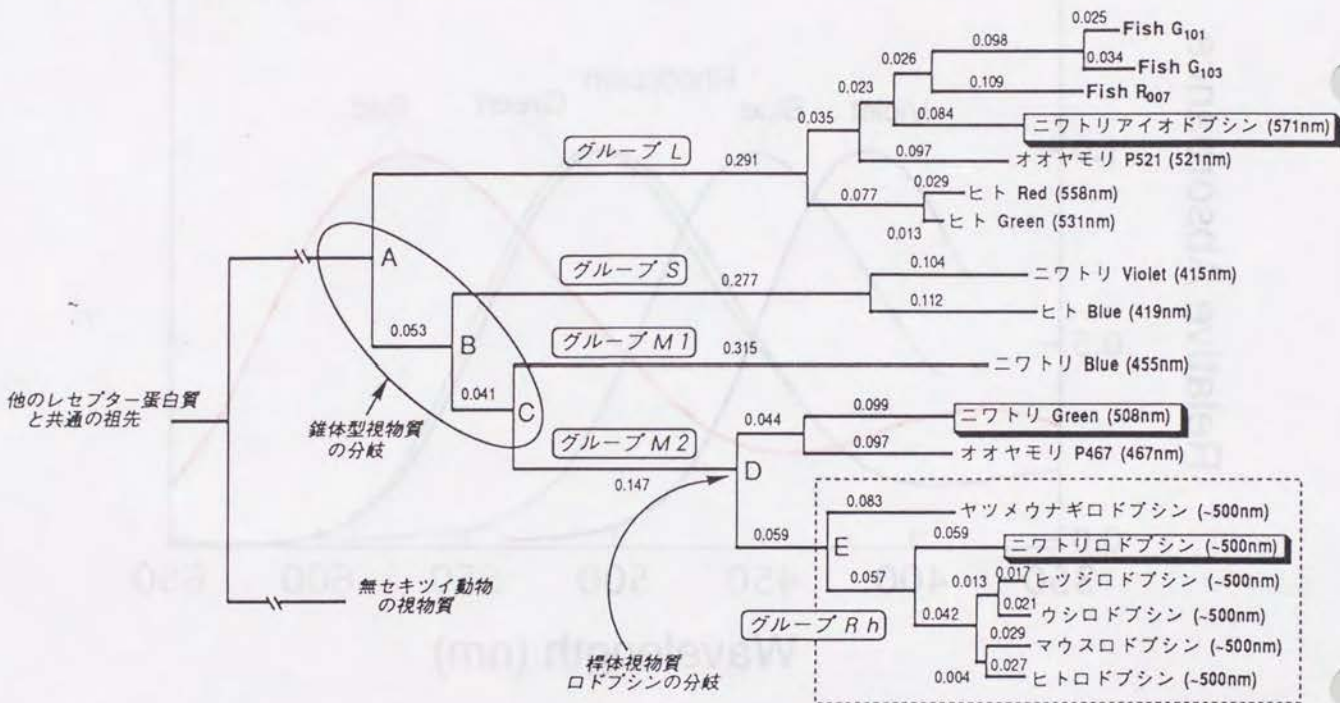 0.025
Fish G101
0.098
0.034
Fish G103
0.026
0.109
Fish R007
0.023
0.084
ニワトリアイオドプシン (571nm)
0.035
グループ L
0.291
0.097
オオヤモリ P521 (521nm)
0.077
0.029
ヒト Red (558nm)
0.013
ヒト Green (531nm)
A
グループ S
0.277
0.104
ニワトリ Violet (415nm)
0.112
ヒト Blue (419nm)
0.053
B
グループ M1
0.315
ニワトリ Blue (455nm)
0.041
C
他のレセプター蛋白質
と共通の祖先
錐体型視物質
の分岐
グループ M2
0.147
0.044
0.099
ニワトリ Green (508nm)
0.097
オオヤモリ P467 (467nm)
D
0.083
ヤツメウナギロドプシン (~500nm)
0.059
E
0.059
ニワトリロドプシン (~500nm)
0.057
0.013
0.017
ヒツジロドプシン (~500nm)
0.021
ウシロドプシン (~500nm)
0.042
グループ Rh
0.029
マウスロドプシン (~500nm)
0.004
0.027
ヒトロドプシン (~500nm)
無セキツイ動物
の視物質
桿体視物質
ロドプシンの分岐
Wavelength (nm)
650
600
500
450
400